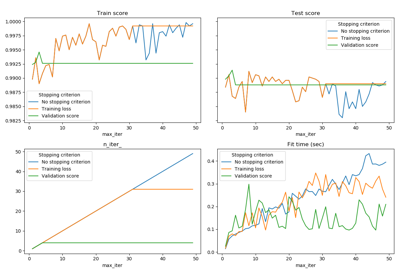 Train score
Test score
1.0000
0.9975
0.9950
0.9925
0.9900
0.9875
0.9850
0.9825
Stopping criterion
No stopping criterion
Training loss
Validation score
Stopping criterion
No stopping criterion
Training loss
Validation score
0 10 20 30 40 50
max_iter
0 10 20 30 40 50
max_iter
n_iter_
Fit time (sec)
50
40
30
20
10
0
Stopping criterion
No stopping criterion
Training loss
Validation score
0.4
0.3
0.2
0.1
0.0
Stopping criterion
No stopping criterion
Training loss
Validation score
0 10 20 30 40 50
max_iter
0 10 20 30 40 50
max_iter